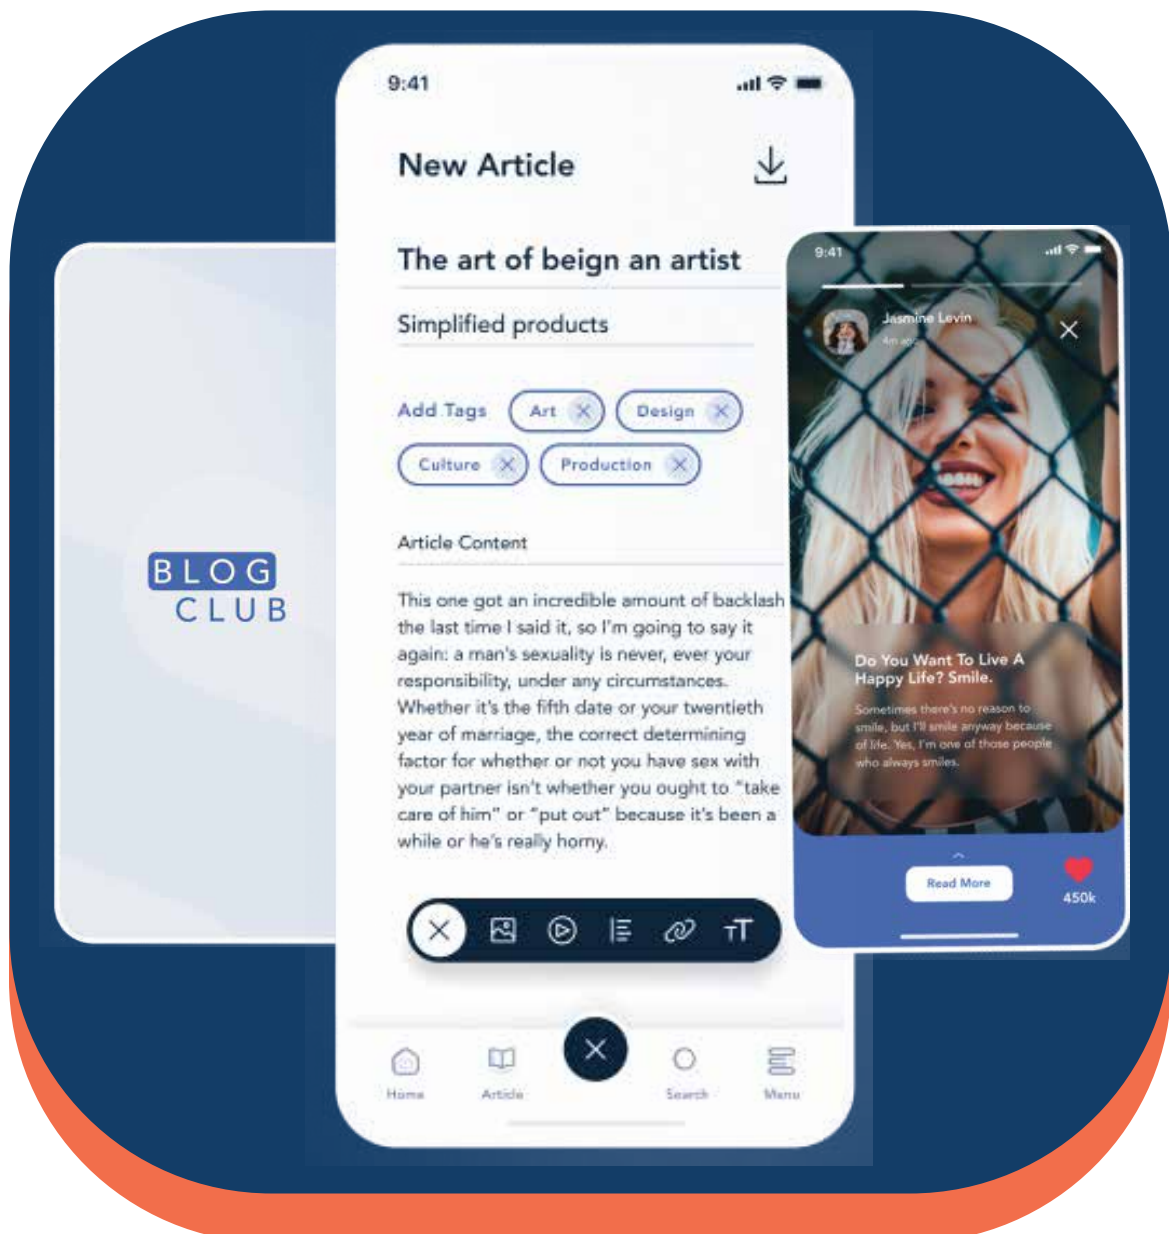 BLOG
CLUB
9:41
New Article
The art of beign an artist
Simplified products
Add Tags Art Design
Culture Production
Article Content
This one got an incredible amount of backlash
the last time I said it, so I'm going to say it
again: a man's sexuality is never, ever your
responsibility, under any circumstances.
Whether it's the fifth date or your twentieth
year of marriage, the correct determining
factor for whether or not you have sex with
your partner isn't whether you ought to "take
care of him" or "put out" because it's been a
while or he's really horny.
Home Article Search Menu
9:41
Jasmine Levin
4m ago
Do You Want To Live A
Happy Life? Smile.
Sometimes there's no reason to
smile, but I'll smile anyway because
of life. Yes, I'm one of those people
who always smiles.
Read More
450k